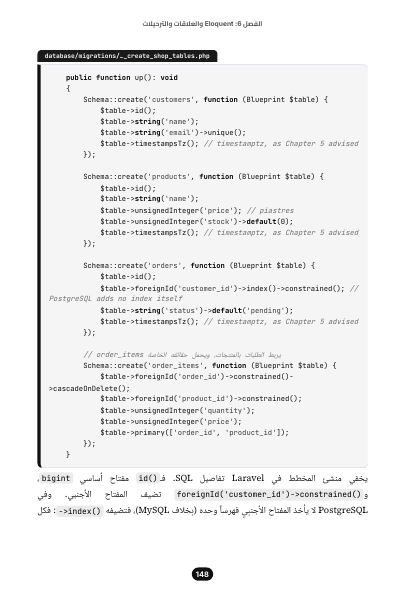 الفصل 6: Eloquent والعلاقات والترحيلات
database/migrations/…_create_shop_tables.php
public function up(): void
{
Schema::create('customers', function (Blueprint $table) {
$table->id();
$table->string('name');
$table->string('email')->unique();
$table->timestampsTz(); // timestamptz, as Chapter 5 advised
});
Schema::create('products', function (Blueprint $table) {
$table->id();
$table->string('name');
$table->unsignedInteger('price'); // piastres
$table->unsignedInteger('stock')->default(0);
$table->timestampsTz(); // timestamptz, as Chapter 5 advised
});
Schema::create('orders', function (Blueprint $table) {
$table->id();
$table->foreignId('customer_id')->index()->constrained(); //
PostgreSQL adds no index itself
$table->string('status')->default('pending');
$table->timestampsTz(); // timestamptz, as Chapter 5 advised
});
// order_items يربط الطلبات بالمنتجات، ويحمل حقائقه الخاصة
Schema::create('order_items', function (Blueprint $table) {
$table->foreignId('order_id')->constrained()-
>cascadeOnDelete();
$table->foreignId('product_id')->constrained();
$table->unsignedInteger('quantity');
$table->unsignedInteger('price');
$table->primary(['order_id', 'product_id']);
});
}
يخفي منشئ المخطط في Laravel تفاصيل SQL. فـ id() مفتاح أساسي bigint،
و foreignId('customer_id')->constrained() تضيف المفتاح الأجنبي. وفي
PostgreSQL لا يأخذ المفتاح الأجنبي فهرساً وحده (بخلاف MySQL)، فتضيفه ->index() : فكل
148